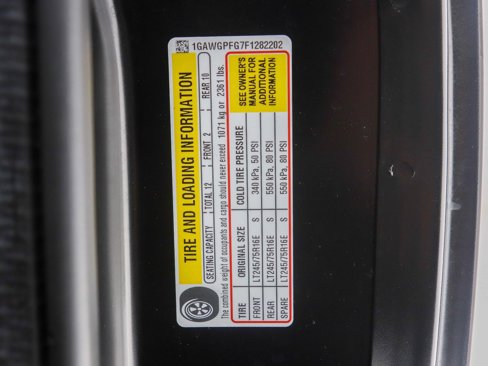 1GAWGPFG7F1282202
TIRE AND LOADING INFORMATION
SEATING CAPACITY TOTAL 12 FRONT 2 REAR 10
The combined weight of occupants and cargo should never exceed 1071 kg or 2361 lbs.
TIRE ORIGINAL SIZE COLD TIRE PRESSURE
FRONT LT245/75R16E S 340 kPa, 50 PSI
REAR LT245/75R16E S 550 kPa, 80 PSI
SPARE LT245/75R16E S 550 kPa, 80 PSI
SEE OWNER'S
MANUAL FOR
ADDITIONAL
INFORMATION